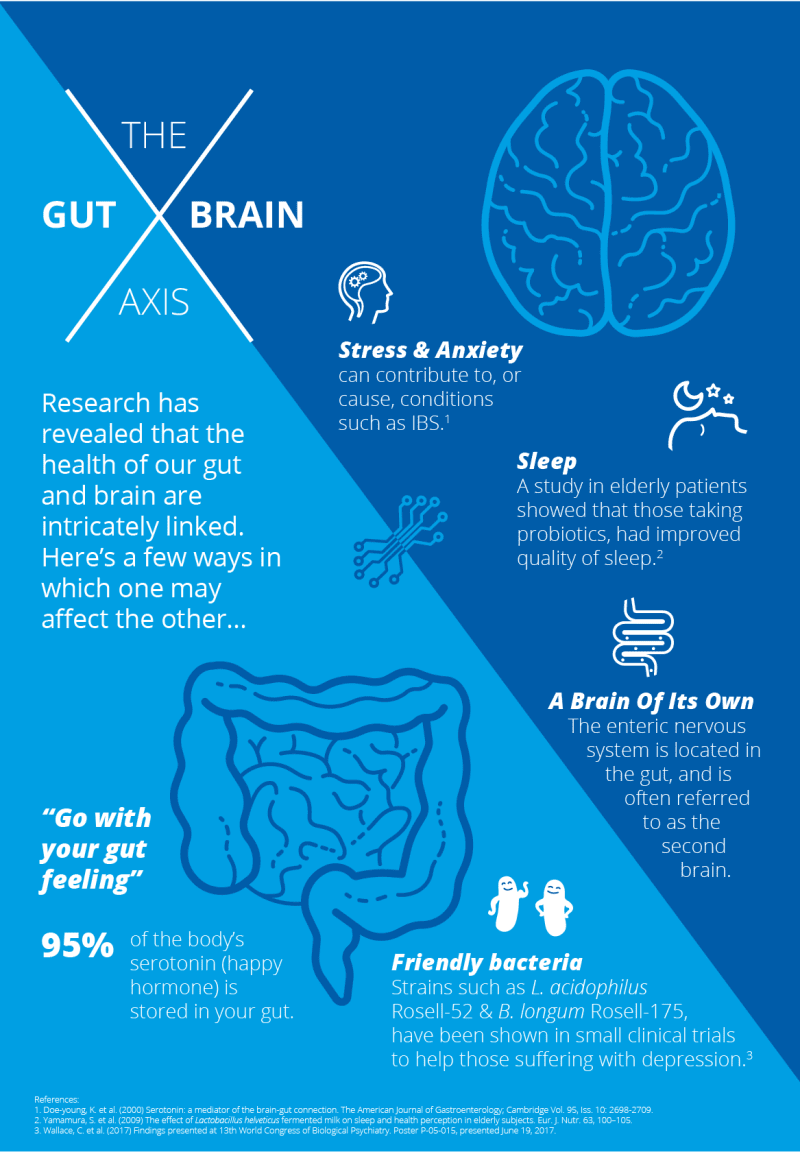 THE
GUT BRAIN
AXIS
Research has
revealed that the
health of our gut
and brain are
intricately linked.
Here’s a few ways in
which one may
affect the other...
Stress & Anxiety
can contribute to, or
cause, conditions
such as IBS.1
Sleep
A study in elderly patients
showed that those taking
probiotics, had improved
quality of sleep.2
A Brain Of Its Own
The enteric nervous
system is located in
the gut, and is
often referred
to as the
second
brain.
“Go with
your gut
feeling”
95% of the body’s
serotonin (happy
hormone) is
stored in your gut.
Friendly bacteria
Strains such as L. acidophilus
Rosell-52 & B. longum Rosell-175,
have been shown in small clinical trials
to help those suffering with depression.3
References:
1. Doe-young, K. et al. (2000) Serotonin: a mediator of the brain-gut connection. The American Journal of Gastroenterology; Cambridge Vol. 95, Iss. 10: 2698-2709.
2. Yamamura, S. et al. (2009) The effect of Lactobacillus helveticus fermented milk on sleep and health perception in elderly subjects. Eur. J. Nutr. 63, 100–105.
3. Wallace, C. et al. (2017) Findings presented at 13th World Congress of Biological Psychiatry. Poster P-05-015, presented June 19, 2017.